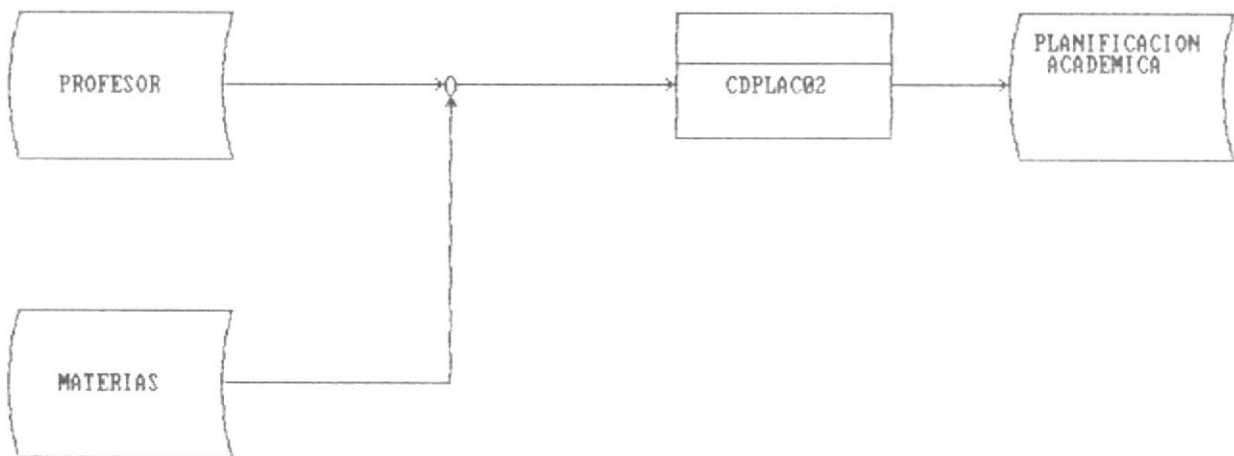 PROFESOR
CDPLAC02
PLANIFICACION
ACADEMICA
MATERIAS